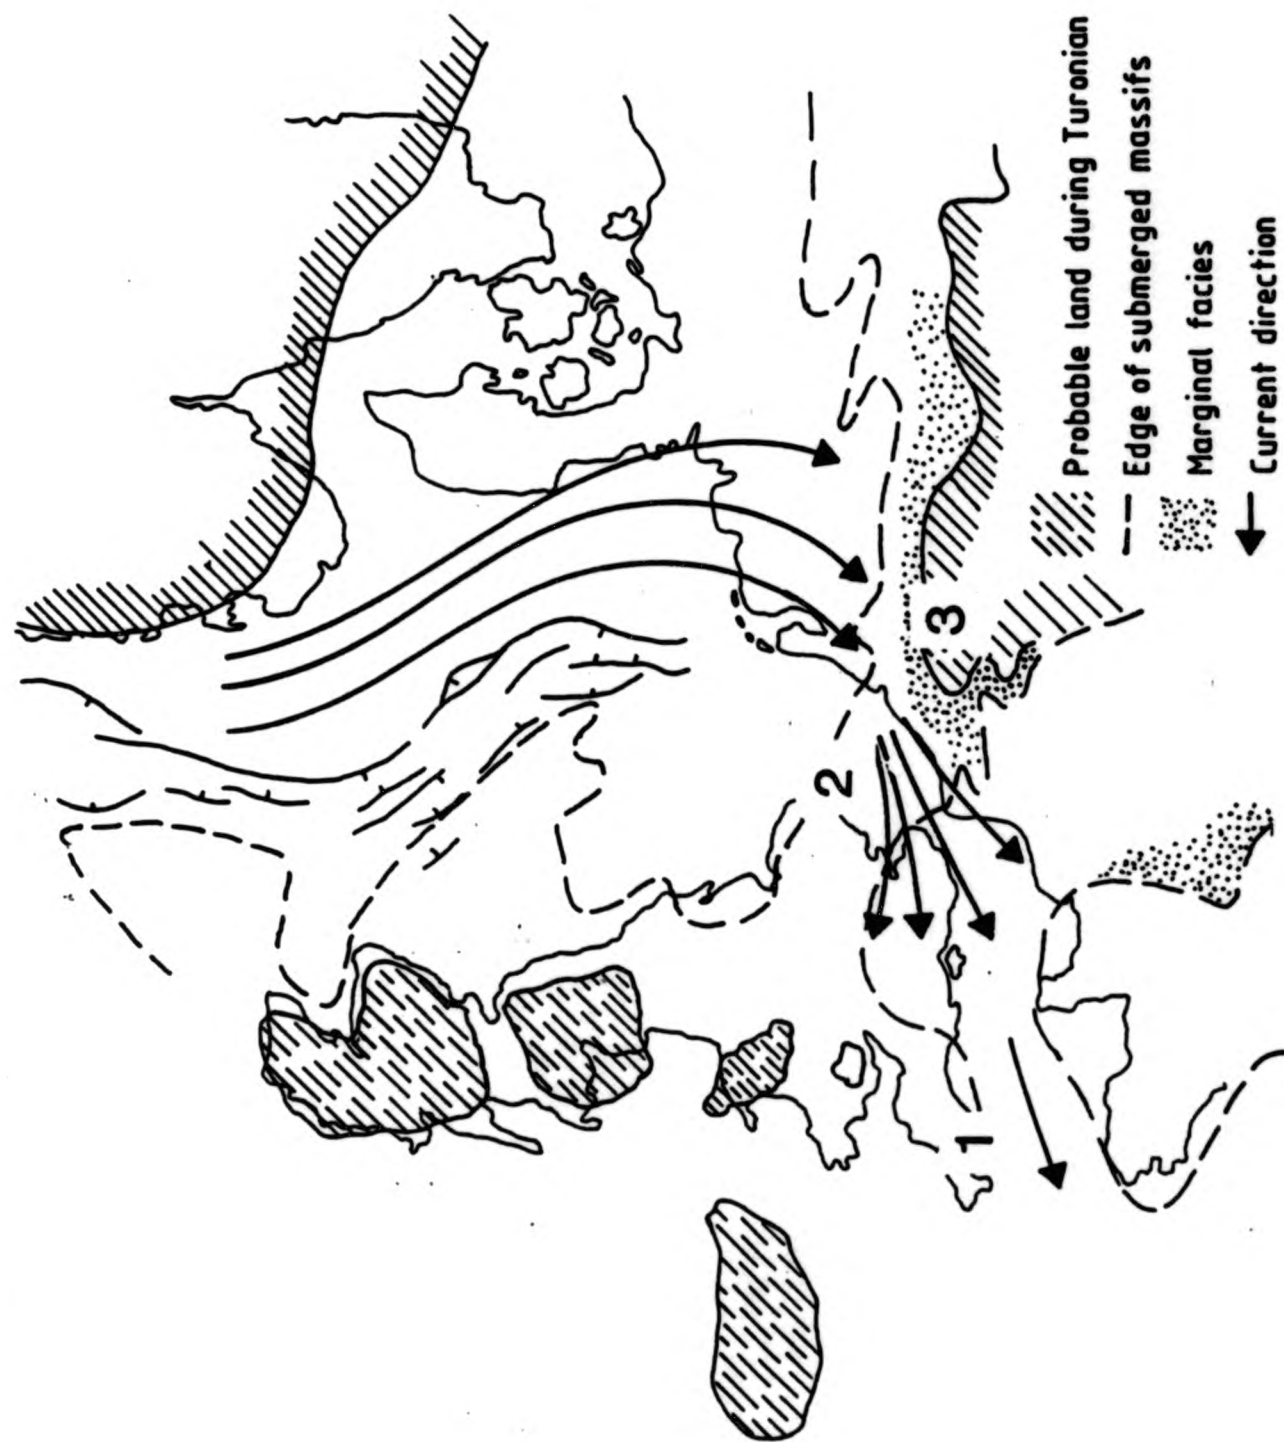 1
2
3
Probable land during Turonian
Edge of submerged massifs
Marginal facies
Current direction